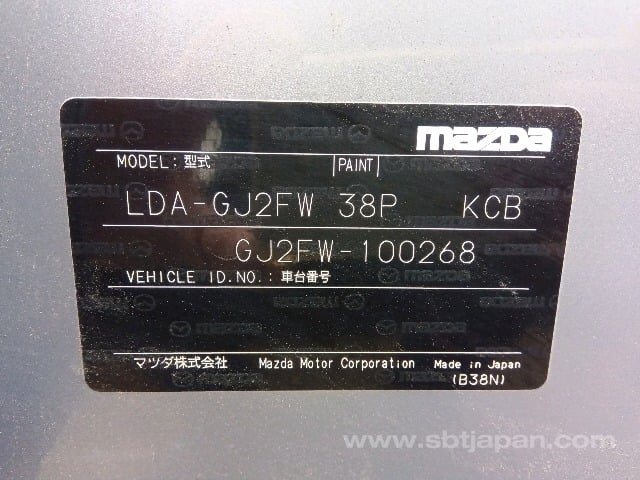 mazda
MODEL: 型式 PAINT
LDA-GJ2FW 38P KCB
GJ2FW-100268
VEHICLE ID.NO.: 車台番号
マツダ株式会社 Mazda Motor Corporation Made in Japan
(B38N)
www.sbtjapan.com